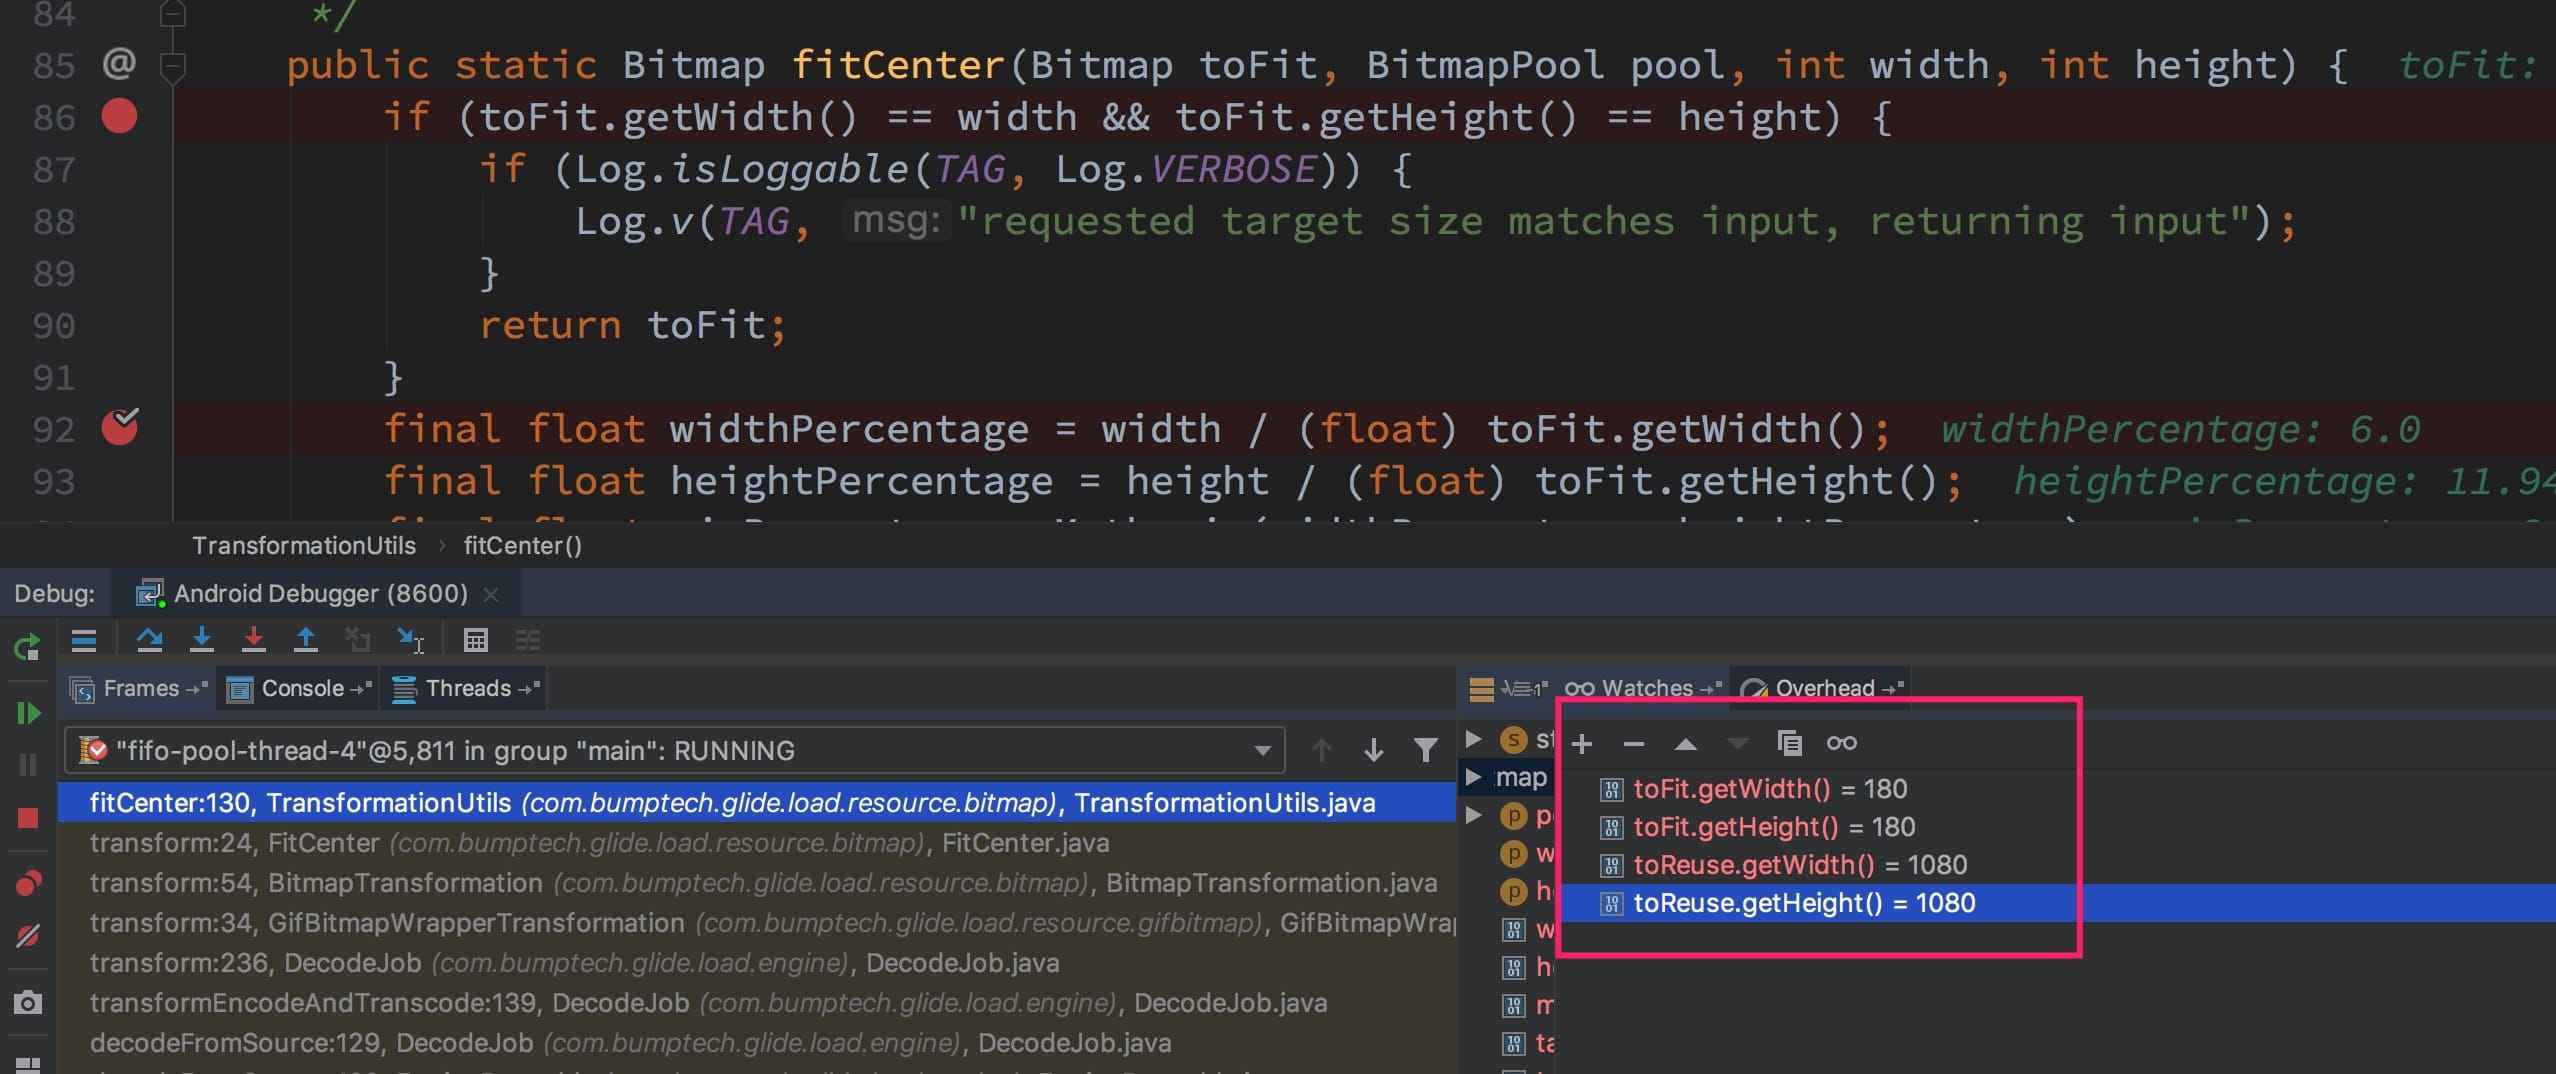 84 */
85 @ public static Bitmap fitCenter(Bitmap toFit, BitmapPool pool, int width, int height) { toFit:
86 if (toFit.getWidth() == width && toFit.getHeight() == height) {
87 if (Log.isLoggable(TAG, Log.VERBOSE)) {
88 Log.v(TAG, msg: "requested target size matches input, returning input");
89 }
90 return toFit;
91 }
92 final float widthPercentage = width / (float) toFit.getWidth(); widthPercentage: 6.0
93 final float heightPercentage = height / (float) toFit.getHeight(); heightPercentage: 11.94
TransformationUtils › fitCenter()
Debug: Android Debugger (8600)
Frames Console Threads Watches Overhead
"fifo-pool-thread-4"@5,811 in group "main": RUNNING
fitCenter:130, TransformationUtils (com.bumptech.glide.load.resource.bitmap), TransformationUtils.java
transform:24, FitCenter (com.bumptech.glide.load.resource.bitmap), FitCenter.java
transform:54, BitmapTransformation (com.bumptech.glide.load.resource.bitmap), BitmapTransformation.java
transform:34, GifBitmapWrapperTransformation (com.bumptech.glide.load.resource.gifbitmap), GifBitmapWrap
transform:236, DecodeJob (com.bumptech.glide.load.engine), DecodeJob.java
transformEncodeAndTranscode:139, DecodeJob (com.bumptech.glide.load.engine), DecodeJob.java
decodeFromSource:129, DecodeJob (com.bumptech.glide.load.engine), DecodeJob.java
s st
map
p p
p w
p h
w
h
m
ta
toFit.getWidth() = 180
toFit.getHeight() = 180
toReuse.getWidth() = 1080
toReuse.getHeight() = 1080